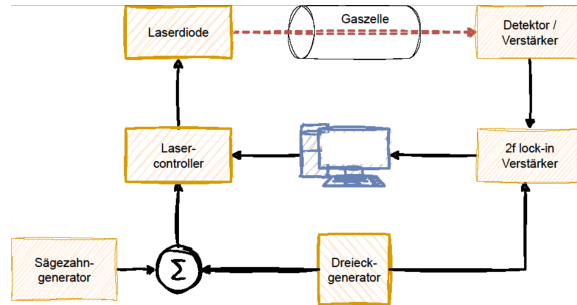 Laserdiode
Gaszelle
Detektor /
Verstärker
Laser-
controller
2f lock-in
Verstärker
Sägezahn-
generator
Σ
Dreieck-
generator